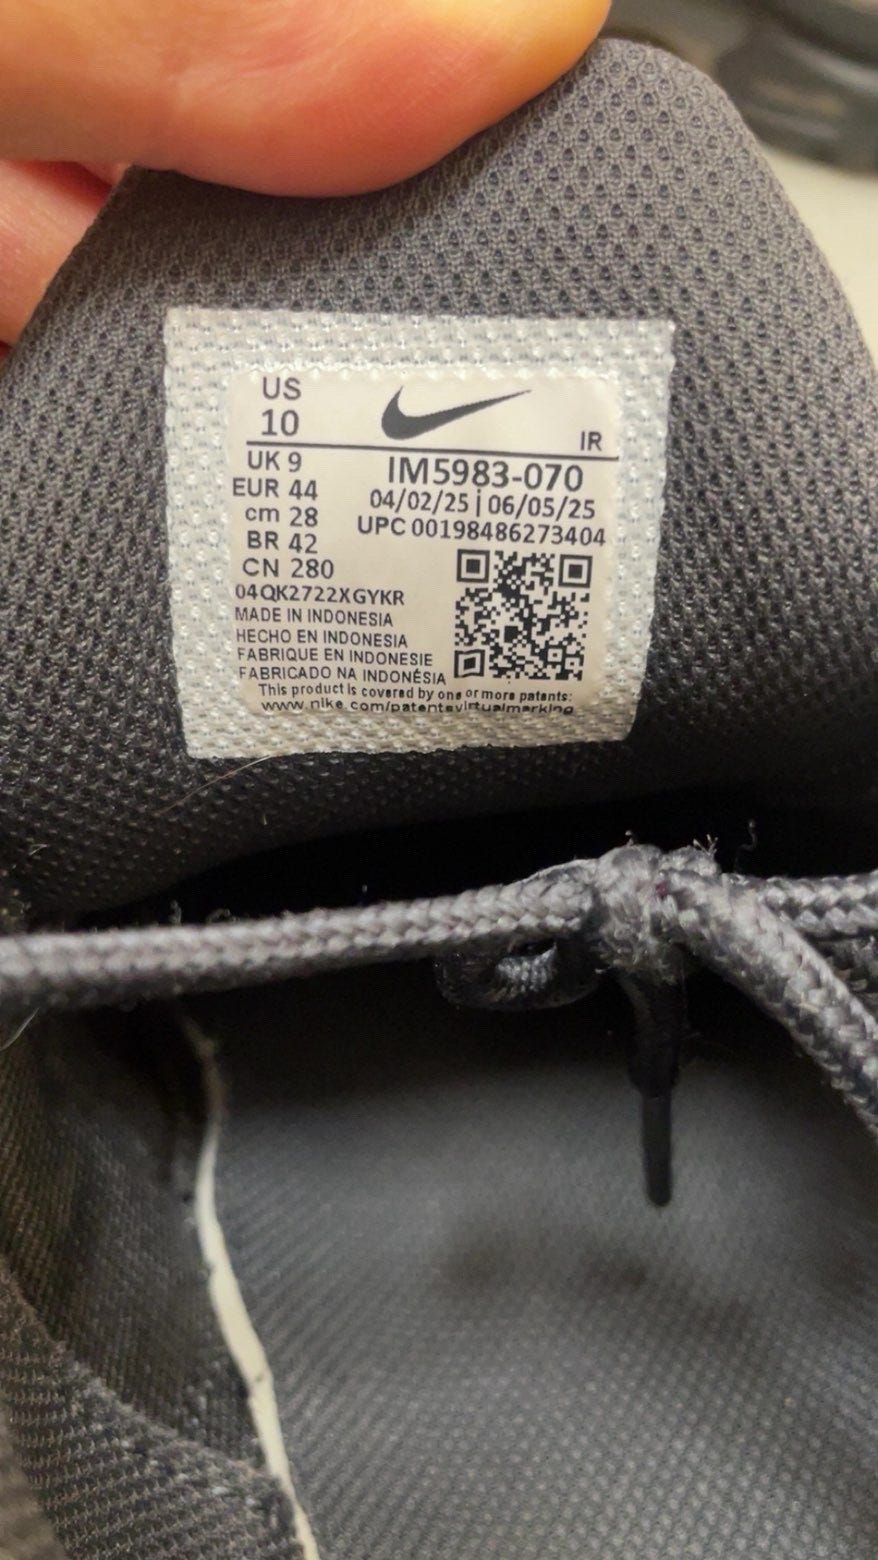 US
10
IR
UK 9
EUR 44
cm 28
BR 42
CN 280
IM5983-070
04/02/25 | 06/05/25
UPC 00198486273404
04QK2722XGYKR
MADE IN INDONESIA
HECHO EN INDONESIA
FABRIQUE EN INDONESIE
FABRICADO NA INDONÉSIA
This product is covered by one or more patents:
www.nike.com/patentsvirtualmarking